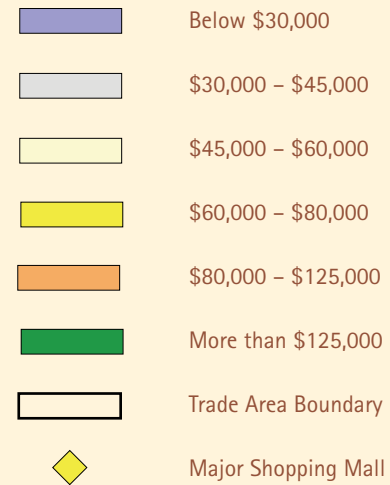 Below $30,000
$30,000 – $45,000
$45,000 – $60,000
$60,000 – $80,000
$80,000 – $125,000
More than $125,000
Trade Area Boundary
Major Shopping Mall